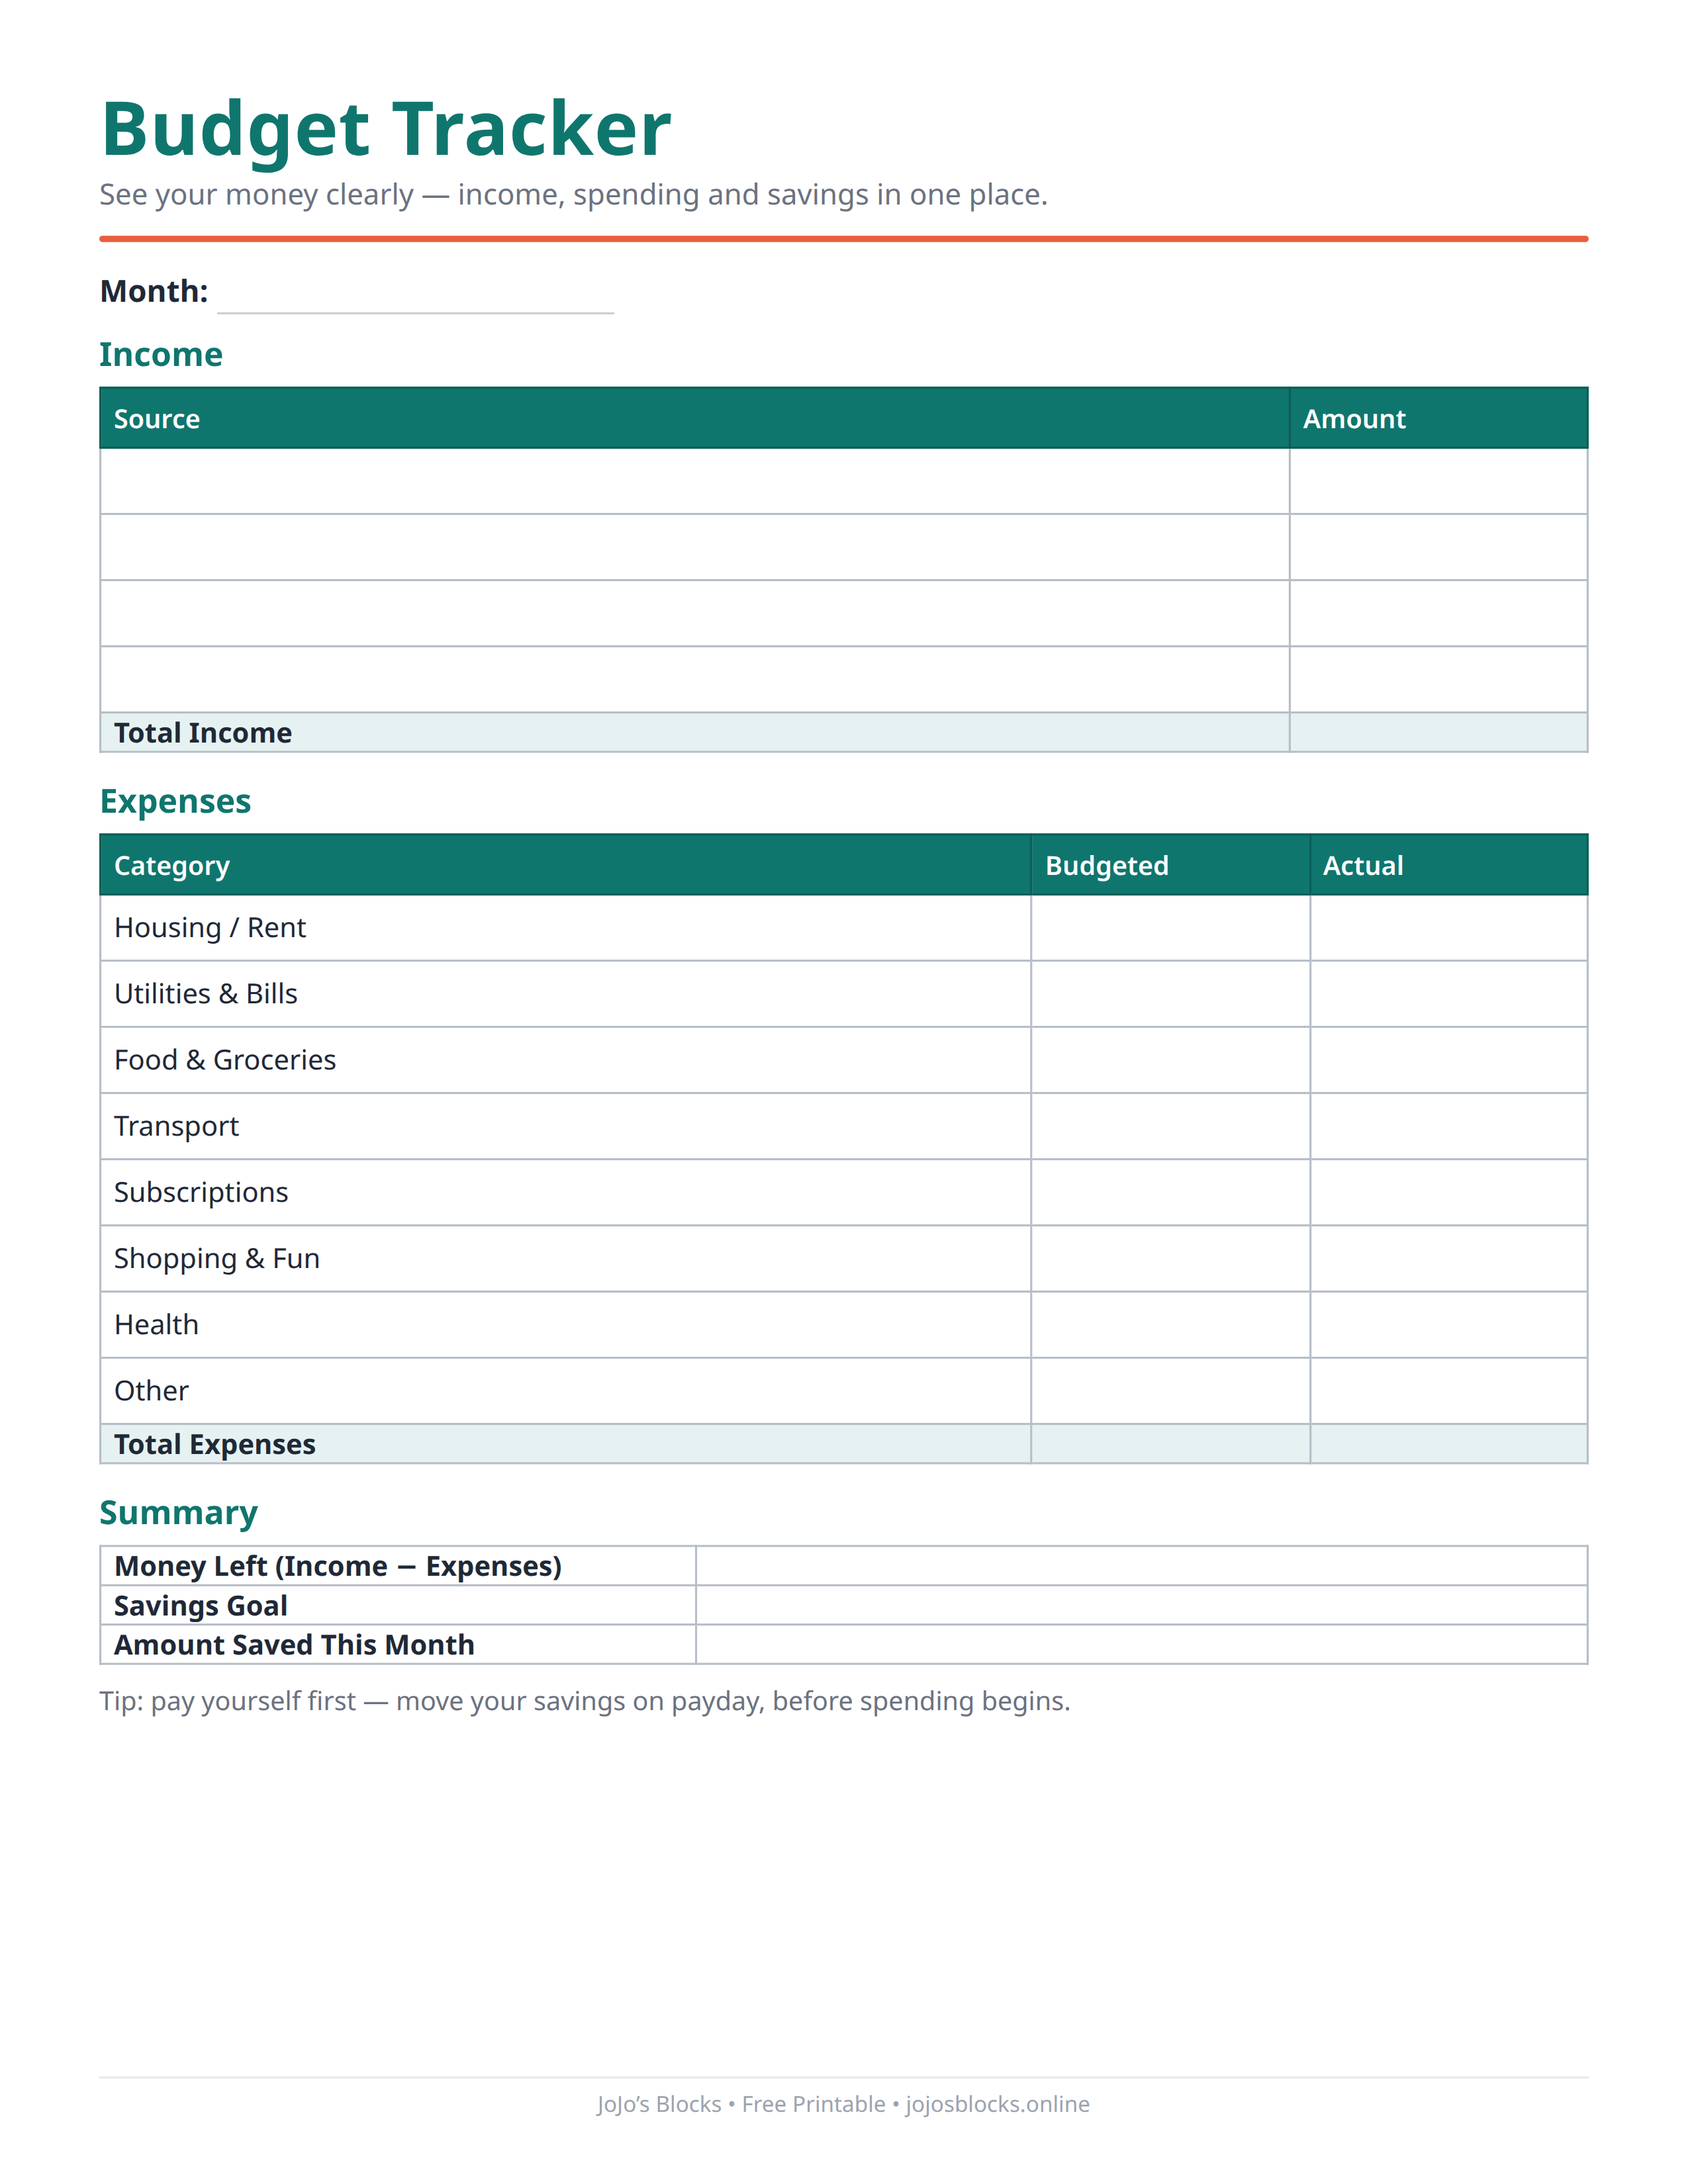 Budget Tracker
See your money clearly — income, spending and savings in one place.
Month:
Income
Source Amount
Total Income
Expenses
Category Budgeted Actual
Housing / Rent
Utilities & Bills
Food & Groceries
Transport
Subscriptions
Shopping & Fun
Health
Other
Total Expenses
Summary
Money Left (Income − Expenses)
Savings Goal
Amount Saved This Month
Tip: pay yourself first — move your savings on payday, before spending begins.
JoJo’s Blocks • Free Printable • jojosblocks.online